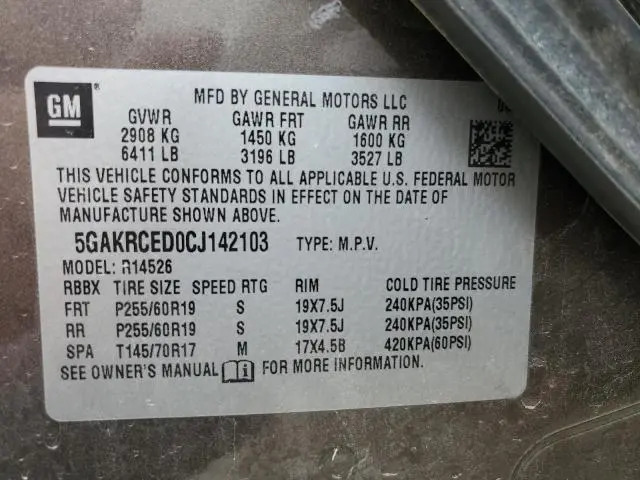 GM ®
MFD BY GENERAL MOTORS LLC
GVWR GAWR FRT GAWR RR
2908 KG 1450 KG 1600 KG
6411 LB 3196 LB 3527 LB
THIS VEHICLE CONFORMS TO ALL APPLICABLE U.S. FEDERAL MOTOR
VEHICLE SAFETY STANDARDS IN EFFECT ON THE DATE OF
MANUFACTURE SHOWN ABOVE.
5GAKRCED0CJ142103 TYPE: M.P.V.
MODEL: R14526
RBBX TIRE SIZE SPEED RTG RIM COLD TIRE PRESSURE
FRT P255/60R19 S 19X7.5J 240KPA(35PSI)
RR P255/60R19 S 19X7.5J 240KPA(35PSI)
SPA T145/70R17 M 17X4.5B 420KPA(60PSI)
SEE OWNER'S MANUAL FOR MORE INFORMATION.